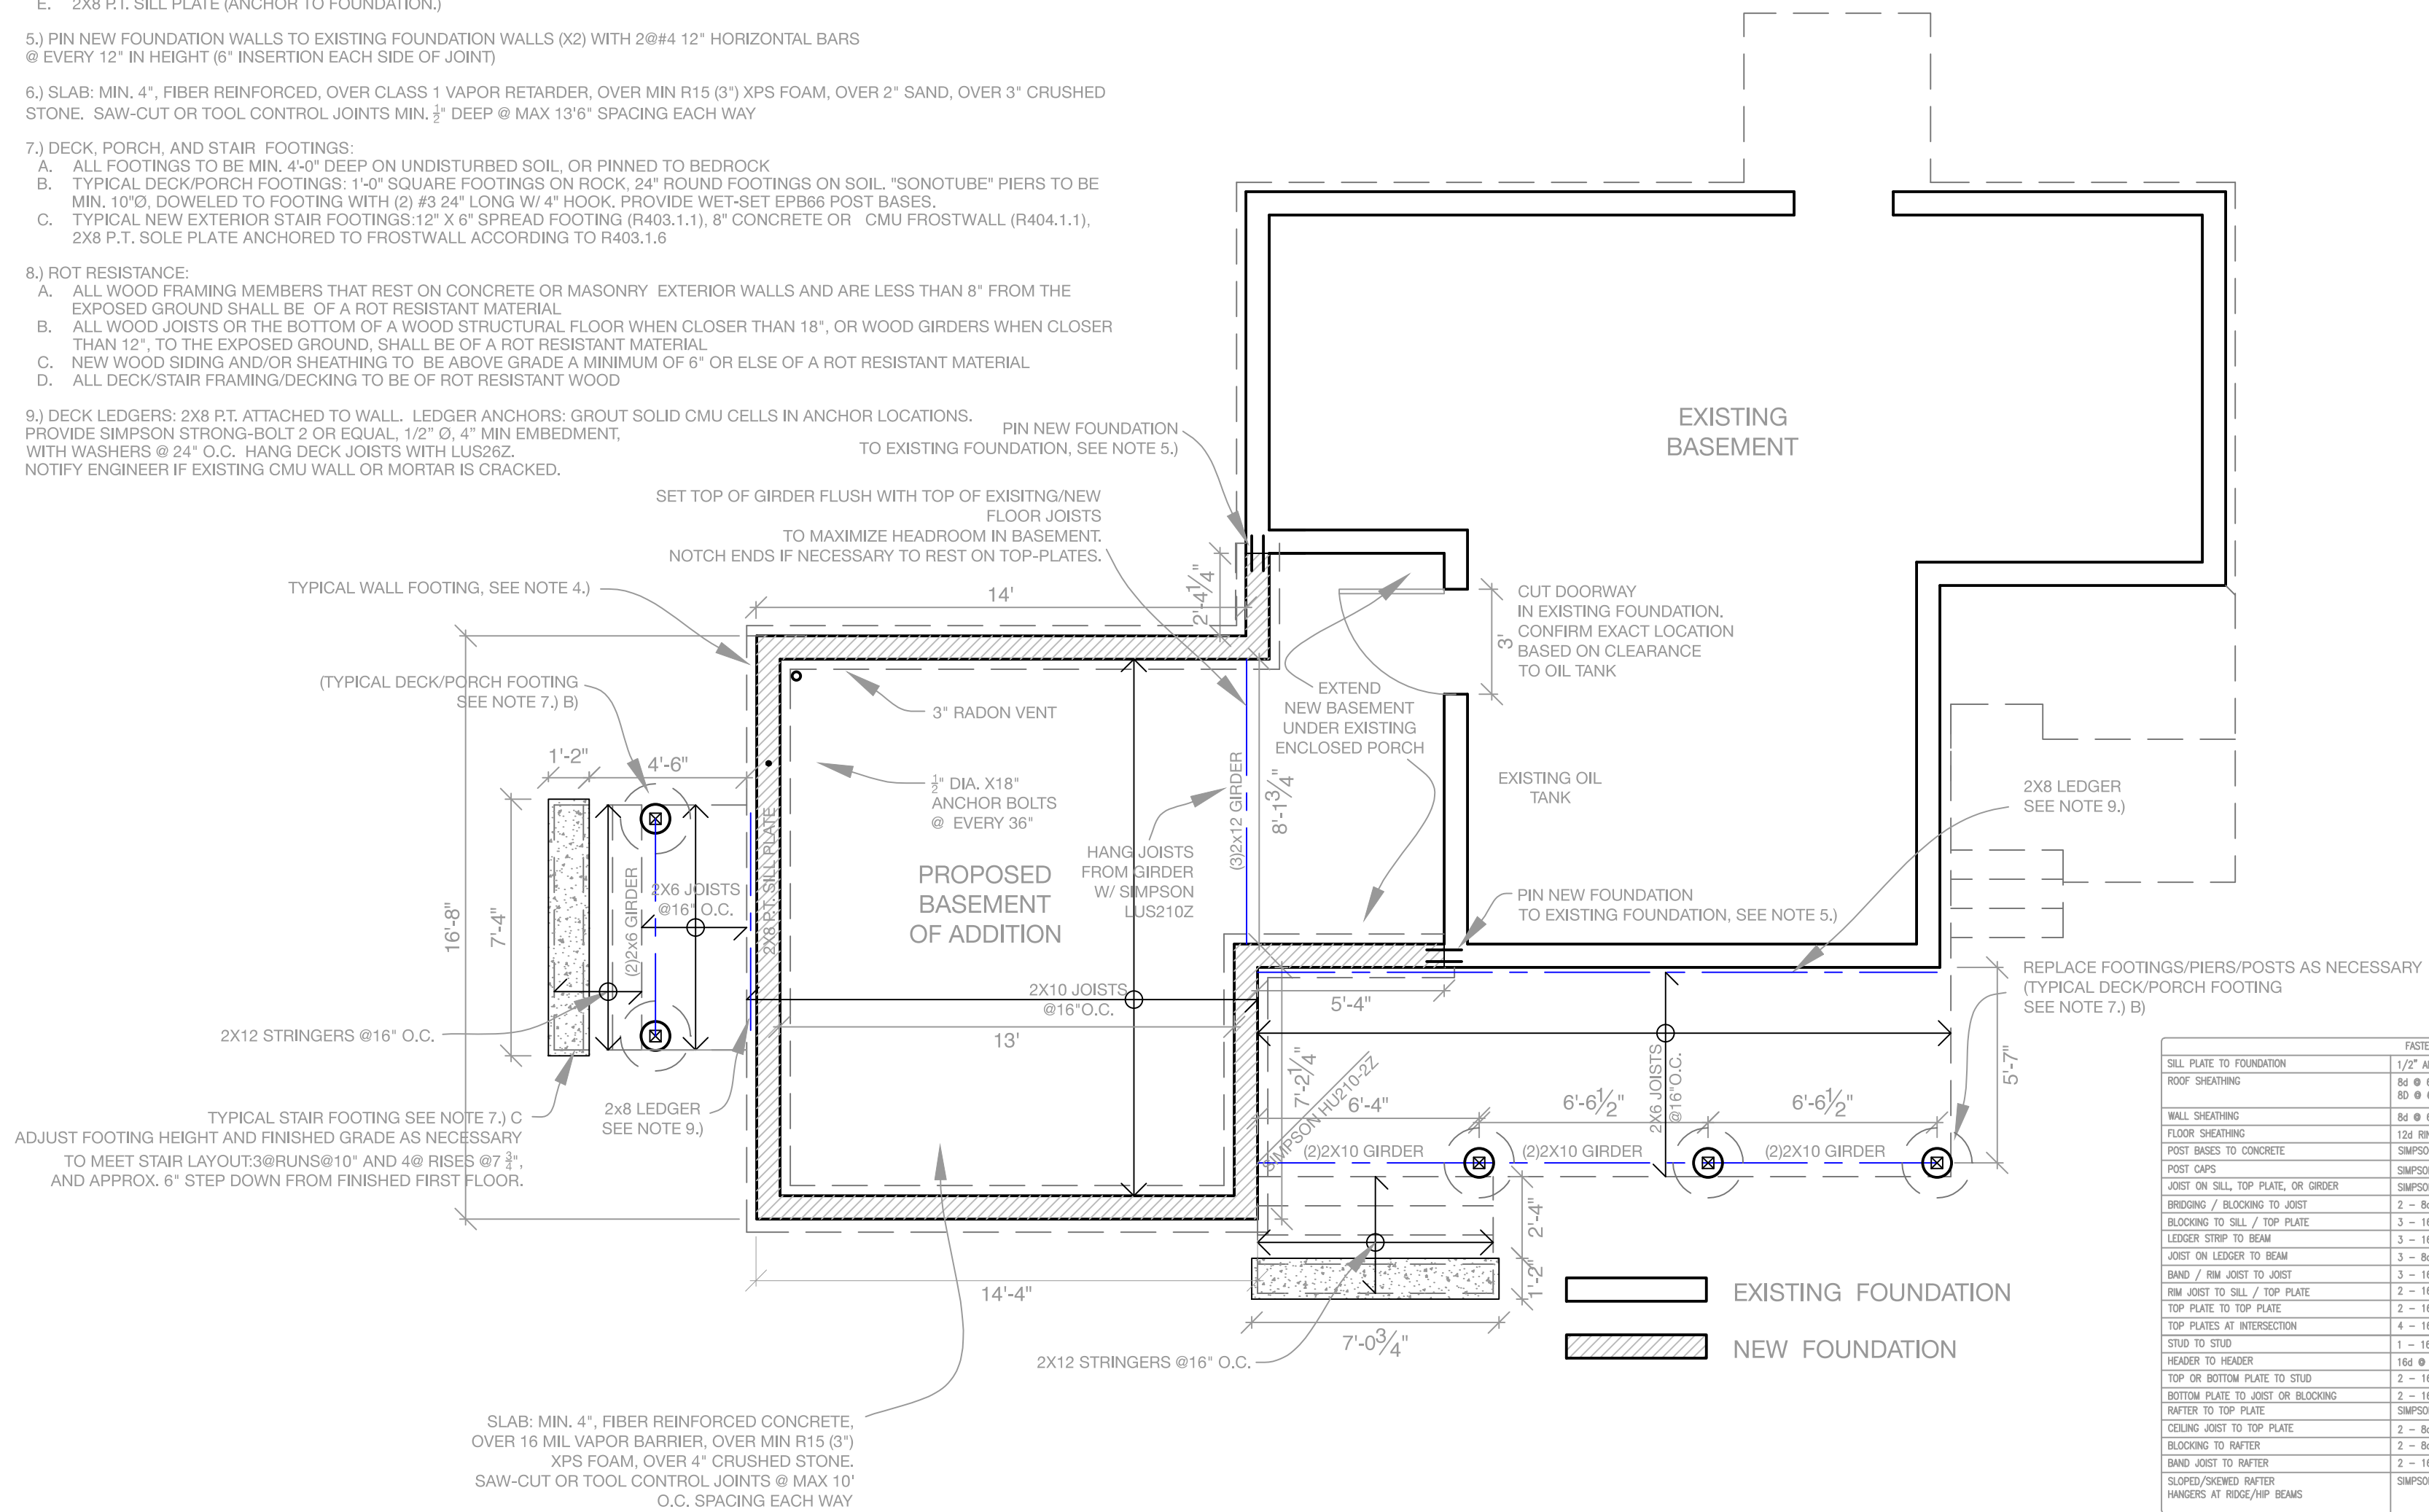 E. 2X8 P.T. SILL PLATE (ANCHOR TO FOUNDATION.)
5.) PIN NEW FOUNDATION WALLS TO EXISTING FOUNDATION WALLS (X2) WITH 2@#4 12" HORIZONTAL BARS
@ EVERY 12" IN HEIGHT (6" INSERTION EACH SIDE OF JOINT)
6.) SLAB: MIN. 4", FIBER REINFORCED, OVER CLASS 1 VAPOR RETARDER, OVER MIN R15 (3") XPS FOAM, OVER 2" SAND, OVER 3" CRUSHED
STONE. SAW-CUT OR TOOL CONTROL JOINTS MIN. 1/2" DEEP @ MAX 13'6" SPACING EACH WAY
7.) DECK, PORCH, AND STAIR FOOTINGS:
A. ALL FOOTINGS TO BE MIN. 4'-0" DEEP ON UNDISTURBED SOIL, OR PINNED TO BEDROCK
B. TYPICAL DECK/PORCH FOOTINGS: 1'-0" SQUARE FOOTINGS ON ROCK, 24" ROUND FOOTINGS ON SOIL. "SONOTUBE" PIERS TO BE
MIN. 10"Ø, DOWELED TO FOOTING WITH (2) #3 24" LONG W/ 4" HOOK. PROVIDE WET-SET EPB66 POST BASES.
C. TYPICAL NEW EXTERIOR STAIR FOOTINGS:12" X 6" SPREAD FOOTING (R403.1.1), 8" CONCRETE OR CMU FROSTWALL (R404.1.1),
2X8 P.T. SOLE PLATE ANCHORED TO FROSTWALL ACCORDING TO R403.1.6
8.) ROT RESISTANCE:
A. ALL WOOD FRAMING MEMBERS THAT REST ON CONCRETE OR MASONRY EXTERIOR WALLS AND ARE LESS THAN 8" FROM THE
EXPOSED GROUND SHALL BE OF A ROT RESISTANT MATERIAL
B. ALL WOOD JOISTS OR THE BOTTOM OF A WOOD STRUCTURAL FLOOR WHEN CLOSER THAN 18", OR WOOD GIRDERS WHEN CLOSER
THAN 12", TO THE EXPOSED GROUND, SHALL BE OF A ROT RESISTANT MATERIAL
C. NEW WOOD SIDING AND/OR SHEATHING TO BE ABOVE GRADE A MINIMUM OF 6" OR ELSE OF A ROT RESISTANT MATERIAL
D. ALL DECK/STAIR FRAMING/DECKING TO BE OF ROT RESISTANT WOOD
9.) DECK LEDGERS: 2X8 P.T. ATTACHED TO WALL. LEDGER ANCHORS: GROUT SOLID CMU CELLS IN ANCHOR LOCATIONS.
PROVIDE SIMPSON STRONG-BOLT 2 OR EQUAL, 1/2” Ø, 4” MIN EMBEDMENT,
WITH WASHERS @ 24" O.C. HANG DECK JOISTS WITH LUS26Z.
NOTIFY ENGINEER IF EXISTING CMU WALL OR MORTAR IS CRACKED.
PIN NEW FOUNDATION
TO EXISTING FOUNDATION, SEE NOTE 5.)
EXISTING
BASEMENT
SET TOP OF GIRDER FLUSH WITH TOP OF EXISITNG/NEW
FLOOR JOISTS
TO MAXIMIZE HEADROOM IN BASEMENT.
NOTCH ENDS IF NECESSARY TO REST ON TOP-PLATES.
TYPICAL WALL FOOTING, SEE NOTE 4.)
14'
2'-4 1/4"
CUT DOORWAY
IN EXISTING FOUNDATION.
CONFIRM EXACT LOCATION
BASED ON CLEARANCE
TO OIL TANK
3'
(TYPICAL DECK/PORCH FOOTING
SEE NOTE 7.) B)
3" RADON VENT
EXTEND
NEW BASEMENT
UNDER EXISTING
ENCLOSED PORCH
1'-2"
4'-6"
1/2" DIA. X18"
ANCHOR BOLTS
@ EVERY 36"
(3)2x12 GIRDER
8'-1 3/4"
EXISTING OIL
TANK
2X8 LEDGER
SEE NOTE 9.)
HANG JOISTS
FROM GIRDER
W/ SIMPSON
LUS210Z
PROPOSED
BASEMENT
OF ADDITION
2X8 P.T. SILL PLATE
2X6 JOISTS
@16" O.C.
(2)2x6 GIRDER
7'-4"
16'-8"
PIN NEW FOUNDATION
TO EXISTING FOUNDATION, SEE NOTE 5.)
REPLACE FOOTINGS/PIERS/POSTS AS NECESSARY
(TYPICAL DECK/PORCH FOOTING
SEE NOTE 7.) B)
2X10 JOISTS
@16"O.C.
5'-4"
13'
2X12 STRINGERS @16" O.C.
7'-2 1/4"
SIMPSON HU210-2Z
6'-4"
6'-6 1/2"
2X6 JOISTS
@16"O.C.
6'-6 1/2"
5'-7"
2x8 LEDGER
SEE NOTE 9.)
TYPICAL STAIR FOOTING SEE NOTE 7.) C
ADJUST FOOTING HEIGHT AND FINISHED GRADE AS NECESSARY
TO MEET STAIR LAYOUT:3@RUNS@10" AND 4@ RISES @7 3/4",
AND APPROX. 6" STEP DOWN FROM FINISHED FIRST FLOOR.
(2)2X10 GIRDER
(2)2X10 GIRDER
(2)2X10 GIRDER
2'-4"
1'-2"
14'-4"
7'-0 3/4"
2X12 STRINGERS @16" O.C.
EXISTING FOUNDATION
NEW FOUNDATION
SLAB: MIN. 4", FIBER REINFORCED CONCRETE,
OVER 16 MIL VAPOR BARRIER, OVER MIN R15 (3")
XPS FOAM, OVER 4" CRUSHED STONE.
SAW-CUT OR TOOL CONTROL JOINTS @ MAX 10'
O.C. SPACING EACH WAY
SILL PLATE TO FOUNDATION 1/2"
ROOF SHEATHING 8d @
8D @
WALL SHEATHING 8d @
FLOOR SHEATHING 12d
POST BASES TO CONCRETE
POST CAPS
JOIST ON SILL, TOP PLATE, OR GIRDER
BRIDGING / BLOCKING TO JOIST 2 -
BLOCKING TO SILL / TOP PLATE 3 -
LEDGER STRIP TO BEAM 3 -
JOIST ON LEDGER TO BEAM 3 -
BAND / RIM JOIST TO JOIST 3 -
RIM JOIST TO SILL / TOP PLATE 2 -
TOP PLATE TO TOP PLATE 2 -
TOP PLATES AT INTERSECTION 4 -
STUD TO STUD 1 -
HEADER TO HEADER 16d @
TOP OR BOTTOM PLATE TO STUD 2 -
BOTTOM PLATE TO JOIST OR BLOCKING 2 -
RAFTER TO TOP PLATE
CEILING JOIST TO TOP PLATE 2 -
BLOCKING TO RAFTER 2 -
BAND JOIST TO RAFTER 2 -
SLOPED/SKEWED RAFTER
HANGERS AT RIDGE/HIP BEAMS